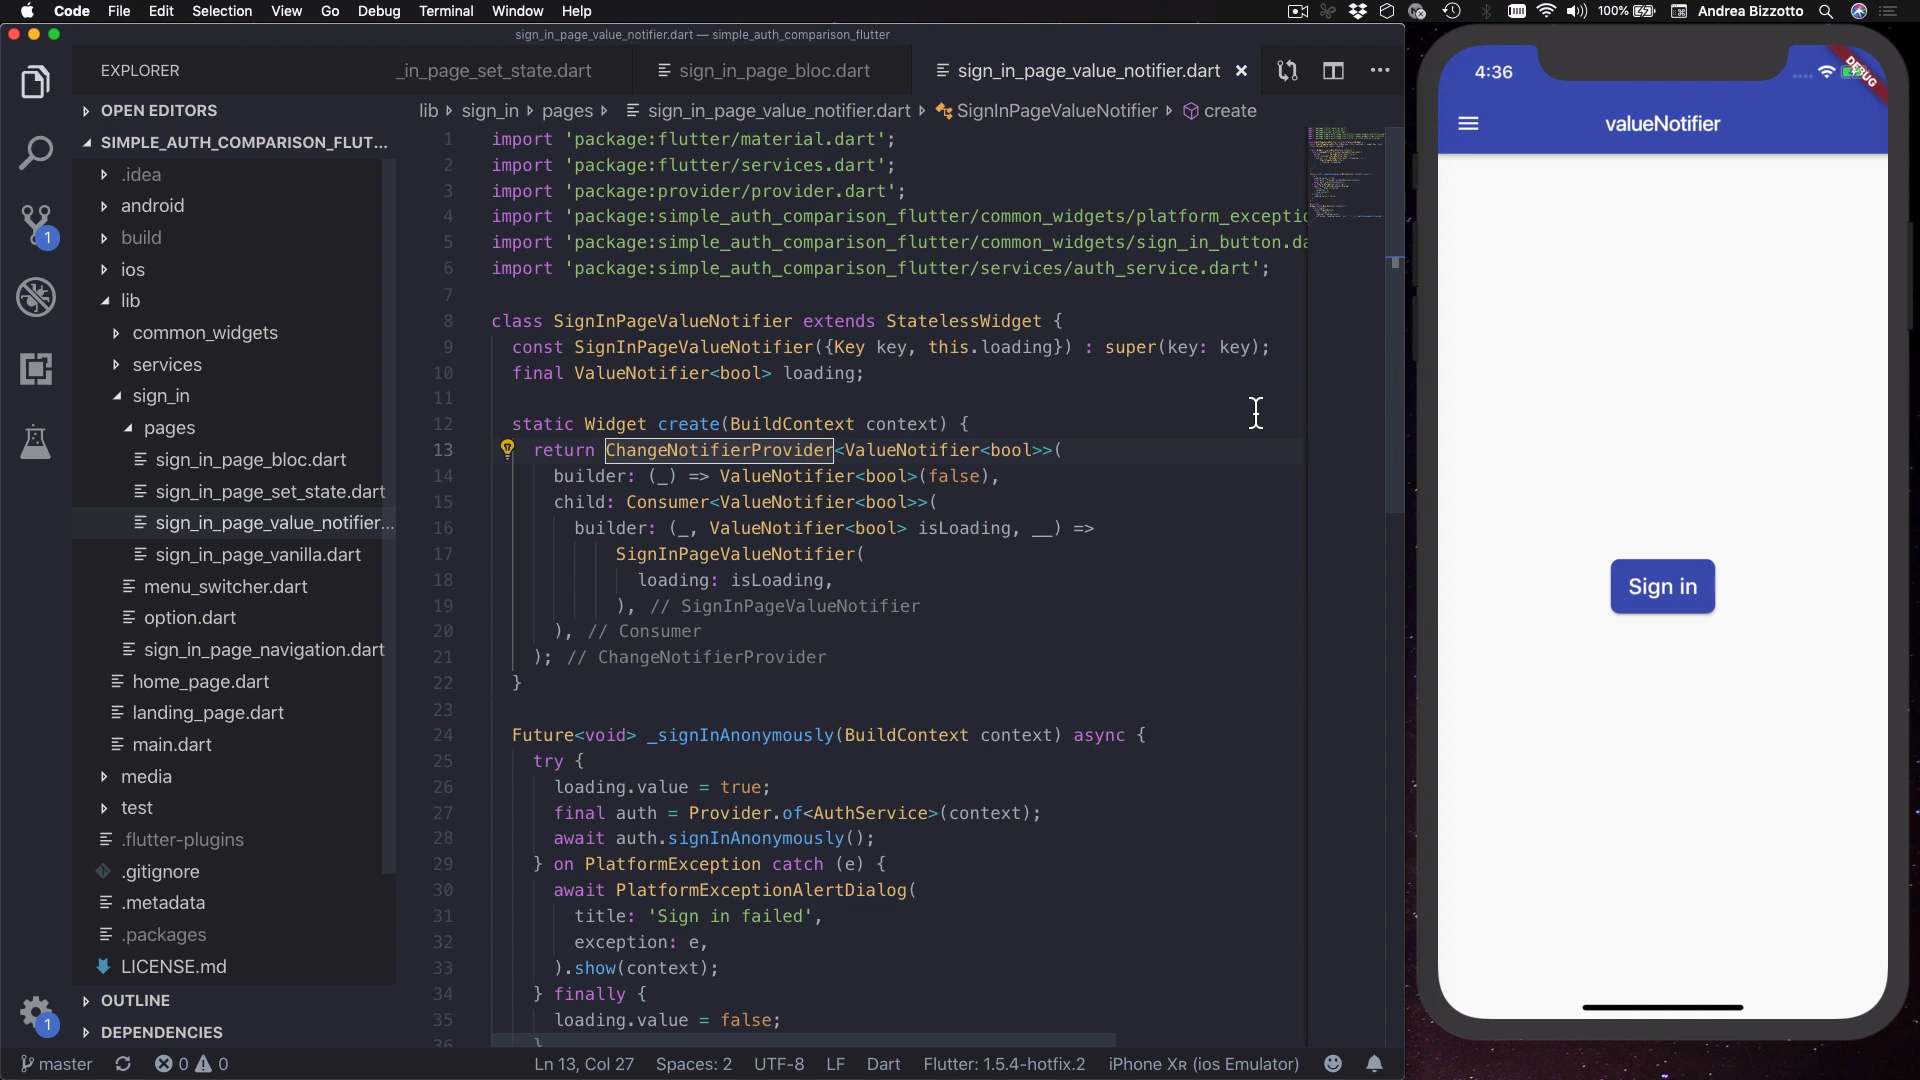 Code File Edit Selection View Go Debug Terminal Window Help 100% Andrea Bizzotto
sign_in_page_value_notifier.dart — simple_auth_comparison_flutter
EXPLORER
OPEN EDITORS
SIMPLE_AUTH_COMPARISON_FLUT...
.idea
android
build
ios
lib
common_widgets
services
sign_in
pages
sign_in_page_bloc.dart
sign_in_page_set_state.dart
sign_in_page_value_notifier...
sign_in_page_vanilla.dart
menu_switcher.dart
option.dart
sign_in_page_navigation.dart
home_page.dart
landing_page.dart
main.dart
media
test
.flutter-plugins
.gitignore
.metadata
.packages
LICENSE.md
OUTLINE
DEPENDENCIES
1
1
_in_page_set_state.dart sign_in_page_bloc.dart sign_in_page_value_notifier.dart
lib sign_in pages sign_in_page_value_notifier.dart SignInPageValueNotifier create
1 import 'package:flutter/material.dart';
2 import 'package:flutter/services.dart';
3 import 'package:provider/provider.dart';
4 import 'package:simple_auth_comparison_flutter/common_widgets/platform_exceptio
5 import 'package:simple_auth_comparison_flutter/common_widgets/sign_in_button.da
6 import 'package:simple_auth_comparison_flutter/services/auth_service.dart';
7
8 class SignInPageValueNotifier extends StatelessWidget {
9 const SignInPageValueNotifier({Key key, this.loading}) : super(key: key);
10 final ValueNotifier<bool> loading;
11
12 static Widget create(BuildContext context) {
13 return ChangeNotifierProvider<ValueNotifier<bool>>(
14 builder: (_) => ValueNotifier<bool>(false),
15 child: Consumer<ValueNotifier<bool>>(
16 builder: (_, ValueNotifier<bool> isLoading, __) =>
17 SignInPageValueNotifier(
18 loading: isLoading,
19 ), // SignInPageValueNotifier
20 ), // Consumer
21 ); // ChangeNotifierProvider
22 }
23
24 Future<void> _signInAnonymously(BuildContext context) async {
25 try {
26 loading.value = true;
27 final auth = Provider.of<AuthService>(context);
28 await auth.signInAnonymously();
29 } on PlatformException catch (e) {
30 await PlatformExceptionAlertDialog(
31 title: 'Sign in failed',
32 exception: e,
33 ).show(context);
34 } finally {
35 loading.value = false;
36 }
master 0 0 Ln 13, Col 27 Spaces: 2 UTF-8 LF Dart Flutter: 1.5.4-hotfix.2 iPhone Xʀ (ios Emulator)
4:36
DEBUG
valueNotifier
Sign in